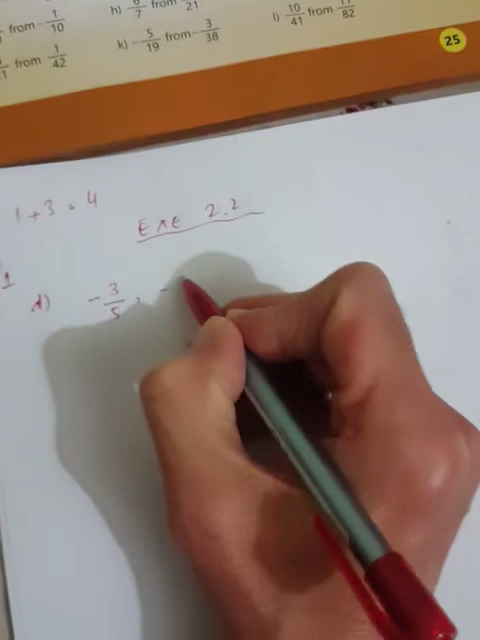 from - 1/10 h) 6/7 from /21 l) 10/41 from 11/82
from 1/42 k) - 5/19 from - 3/38
25
1 + 3 = 4
Exe 2.2
1
d) - 3/5 , -